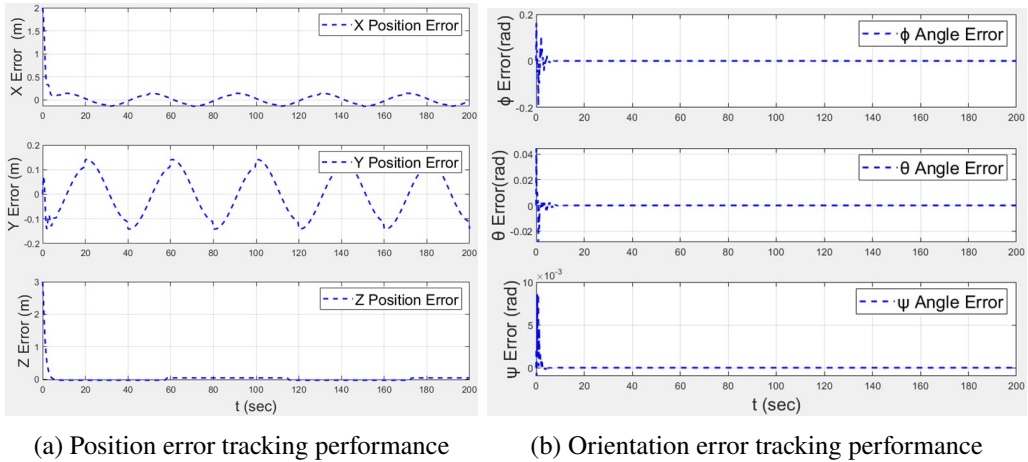 X Error (m)
2
1.5
1
0.5
0
X Position Error
0 20 40 60 80 100 120 140 160 180 200
Y Error (m)
0.2
0.1
0
-0.1
-0.2
Y Position Error
0 20 40 60 80 100 120 140 160 180 200
Z Error (m)
3
2
1
0
Z Position Error
0 20 40 60 80 100 120 140 160 180 200
t (sec)
(a) Position error tracking performance
ϕ Error(rad)
0.2
0
-0.2
ϕ Angle Error
0 20 40 60 80 100 120 140 160 180 200
θ Error(rad)
0.04
0.02
0
-0.02
θ Angle Error
0 20 40 60 80 100 120 140 160 180 200
ψ Error (rad)
×10⁻³
10
5
0
ψ Angle Error
0 20 40 60 80 100 120 140 160 180 200
t (sec)
(b) Orientation error tracking performance